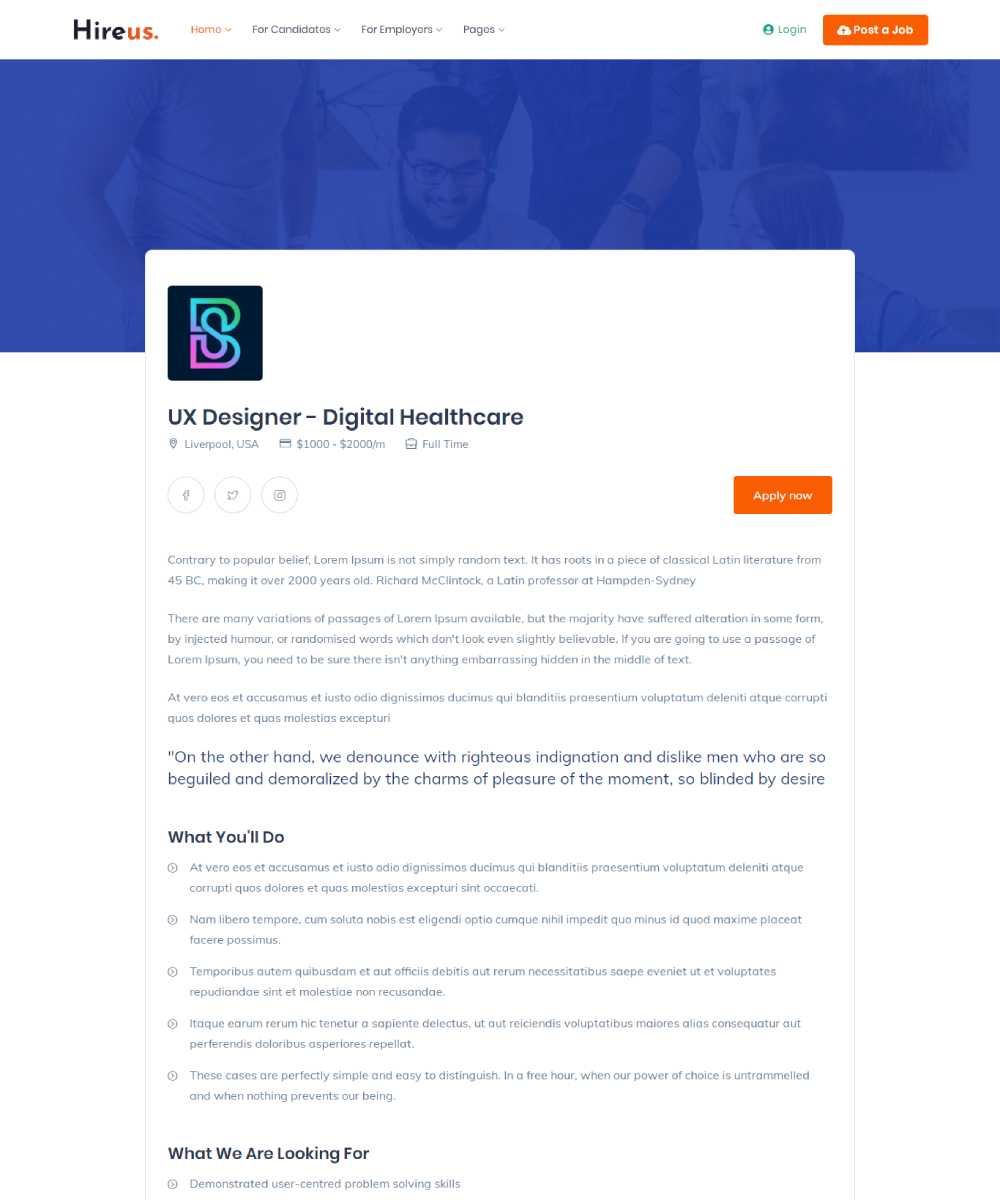 Hireus.
Home
For Candidates
For Employers
Pages
Login
Post a Job
BS
UX Designer - Digital Healthcare
Liverpool, USA
$1000 - $2000/m
Full Time
Apply now
Contrary to popular belief, Lorem Ipsum is not simply random text. It has roots in a piece of classical Latin literature from
45 BC, making it over 2000 years old. Richard McClintock, a Latin professor at Hampden-Sydney
There are many variations of passages of Lorem Ipsum available, but the majority have suffered alteration in some form,
by injected humour, or randomised words which don't look even slightly believable. If you are going to use a passage of
Lorem Ipsum, you need to be sure there isn't anything embarrassing hidden in the middle of text.
At vero eos et accusamus et iusto odio dignissimos ducimus qui blanditiis praesentium voluptatum deleniti atque corrupti
quos dolores et quas molestias excepturi
"On the other hand, we denounce with righteous indignation and dislike men who are so
beguiled and demoralized by the charms of pleasure of the moment, so blinded by desire
What You'll Do
At vero eos et accusamus et iusto odio dignissimos ducimus qui blanditiis praesentium voluptatum deleniti atque
corrupti quos dolores et quas molestias excepturi sint occaecati.
Nam libero tempore, cum soluta nobis est eligendi optio cumque nihil impedit quo minus id quod maxime placeat
facere possimus.
Temporibus autem quibusdam et aut officiis debitis aut rerum necessitatibus saepe eveniet ut et voluptates
repudiandae sint et molestiae non recusandae.
Itaque earum rerum hic tenetur a sapiente delectus, ut aut reiciendis voluptatibus maiores alias consequatur aut
perferendis doloribus asperiores repellat.
These cases are perfectly simple and easy to distinguish. In a free hour, when our power of choice is untrammelled
and when nothing prevents our being.
What We Are Looking For
Demonstrated user-centred problem solving skills